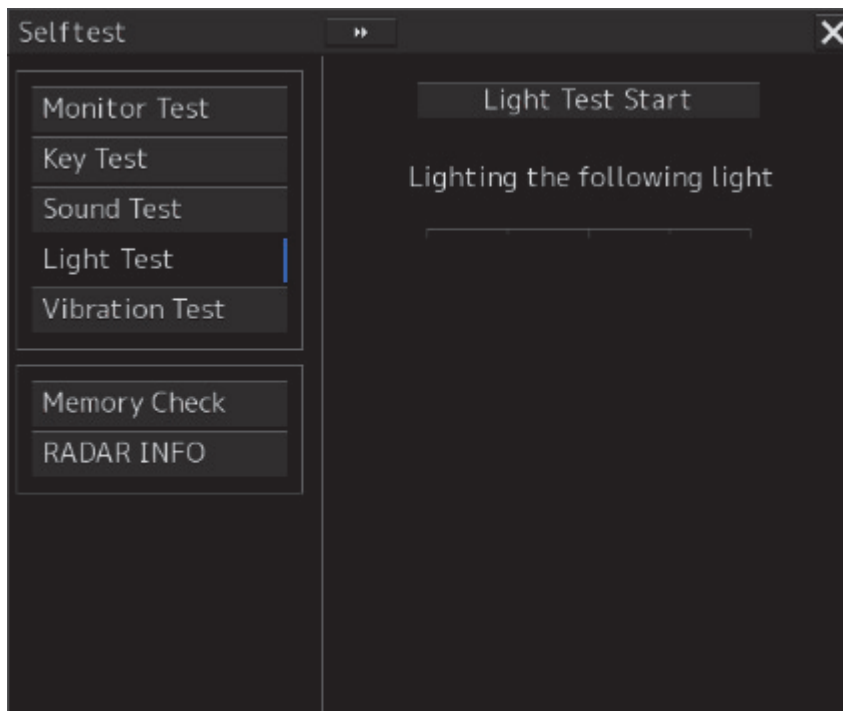 Selftest
Monitor Test
Key Test
Sound Test
Light Test
Vibration Test
Memory Check
RADAR INFO
Light Test Start
Lighting the following light